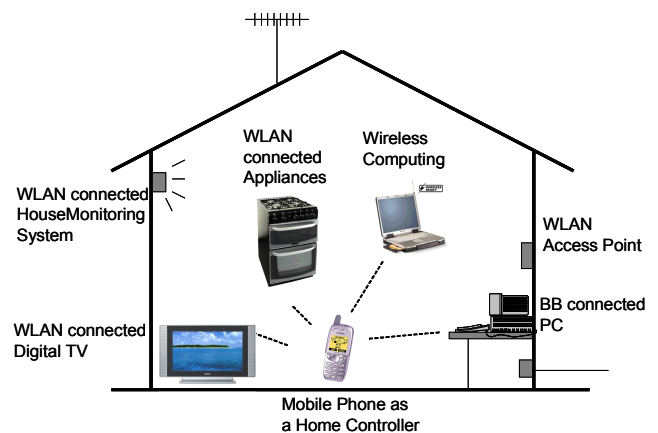 WLAN
connected
Appliances
Wireless
Computing
WLAN connected
HouseMonitoring
System
WLAN
Access Point
BB connected
PC
WLAN connected
Digital TV
Mobile Phone as
a Home Controller